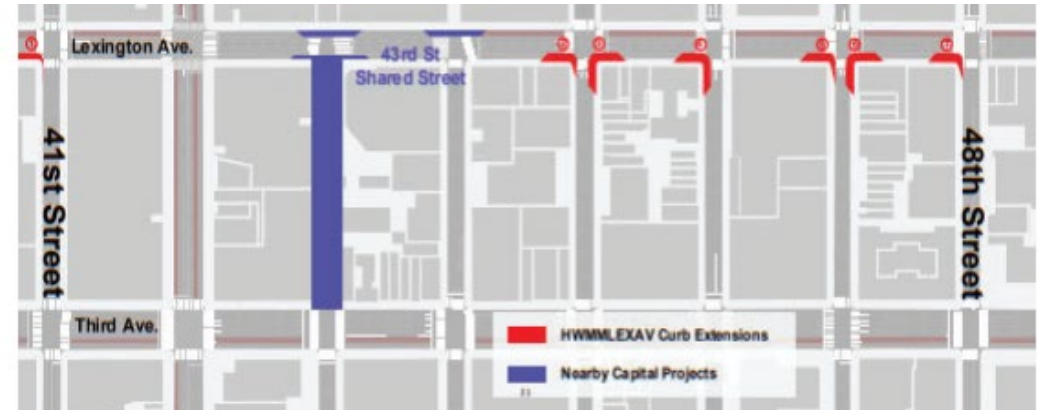 Lexington Ave.
43rd St
Shared Street
41st Street
48th Street
Third Ave.
HWMMLEXAV Curb Extensions
Nearby Capital Projects